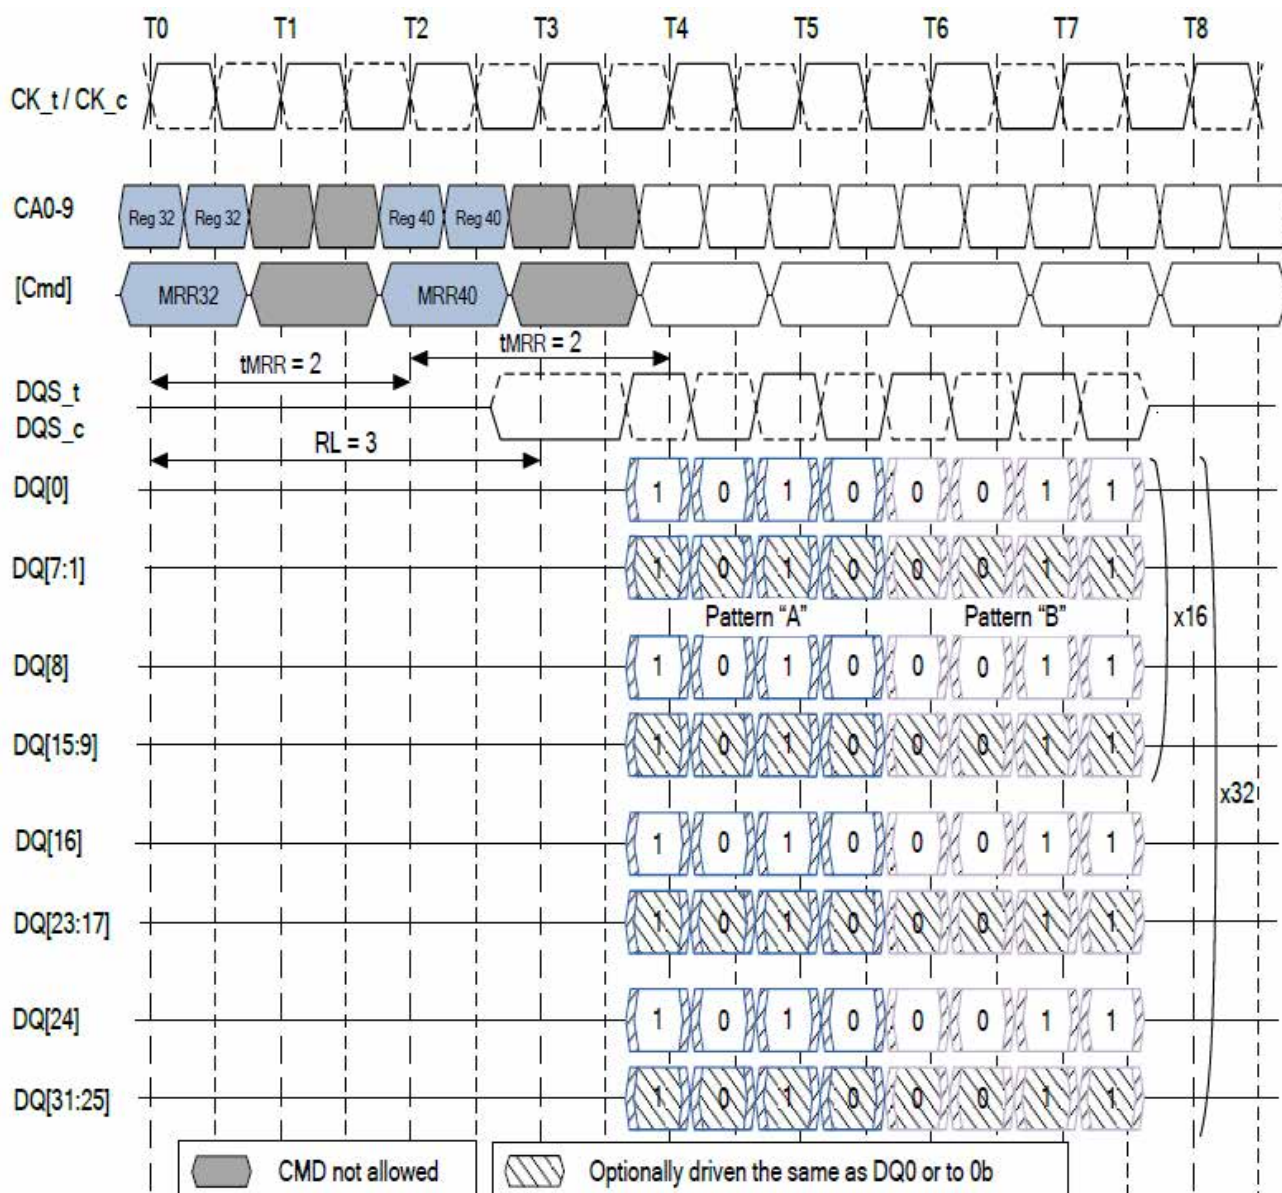 T0 T1 T2 T3 T4 T5 T6 T7 T8
CK_t / CK_c
CA0-9 Reg 32 Reg 32 Reg 40 Reg 40
[Cmd] MRR32 MRR40
tMRR = 2 tMRR = 2
DQS_t
DQS_c
RL = 3
DQ[0] 1 0 1 0 0 0 1 1
DQ[7:1] 1 0 1 0 0 0 1 1
Pattern “A” Pattern “B” x16
DQ[8] 1 0 1 0 0 0 1 1
DQ[15:9] 1 0 1 0 0 0 1 1
x32
DQ[16] 1 0 1 0 0 0 1 1
DQ[23:17] 1 0 1 0 0 0 1 1
DQ[24] 1 0 1 0 0 0 1 1
DQ[31:25] 1 0 1 0 0 0 1 1
CMD not allowed Optionally driven the same as DQ0 or to 0b